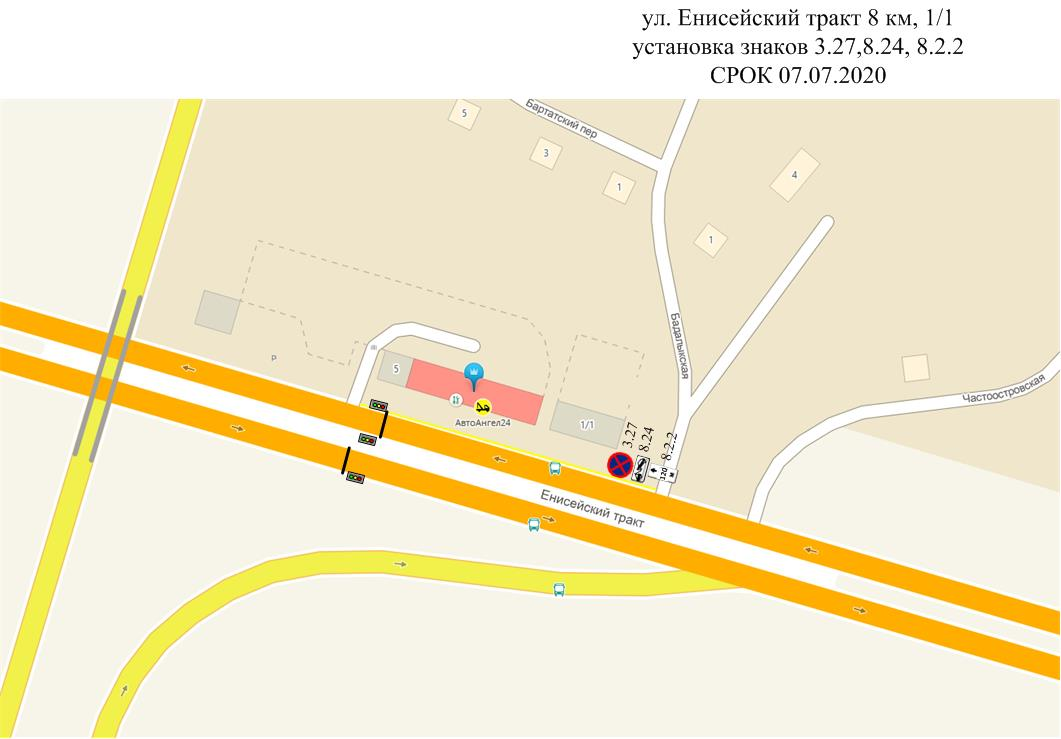 ул. Енисейский тракт 8 км, 1/1
установка знаков 3.27,8.24, 8.2.2
СРОК 07.07.2020
5
Бартатский пер
3
1
4
1
P
5
АвтоАнгел24
1/1
3.27
8.24
8.2.2
120 м
Бадалыкская
Частоостровская
Енисейский тракт